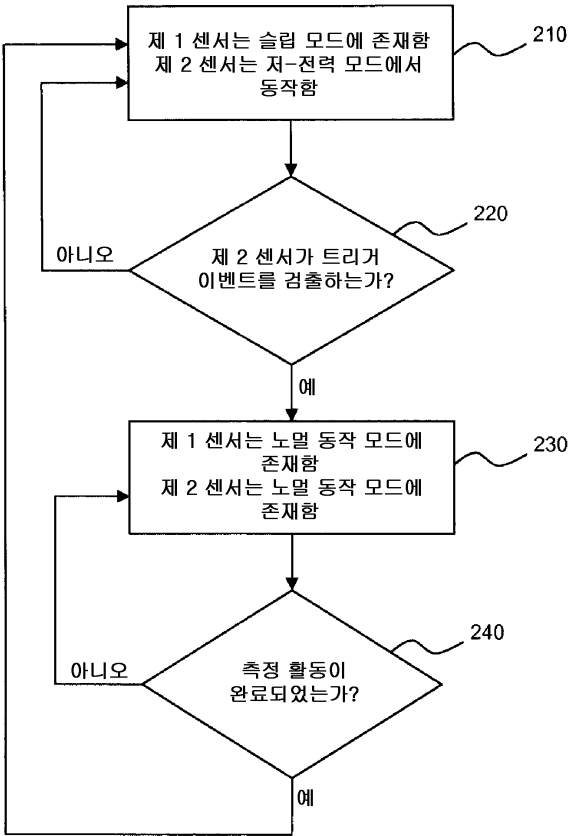 제 1 센서는 슬립 모드에 존재함
제 2 센서는 저-전력 모드에서
동작함
210
제 2 센서가 트리거
이벤트를 검출하는가?
220
아니오
예
제 1 센서는 노멀 동작 모드에
존재함
제 2 센서는 노멀 동작 모드에
존재함
230
측정 활동이
완료되었는가?
240
아니오
예